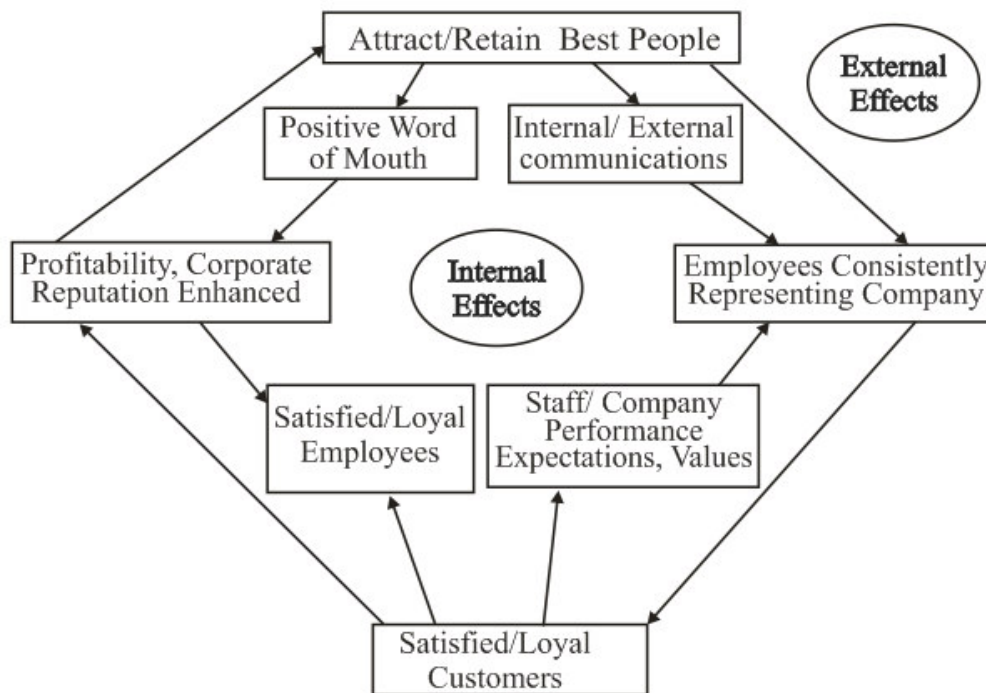 Attract/Retain Best People
External
Effects
Positive Word
of Mouth
Internal/ External
communications
Profitability, Corporate
Reputation Enhanced
Internal
Effects
Employees Consistently
Representing Company
Satisfied/Loyal
Employees
Staff/ Company
Performance
Expectations, Values
Satisfied/Loyal
Customers